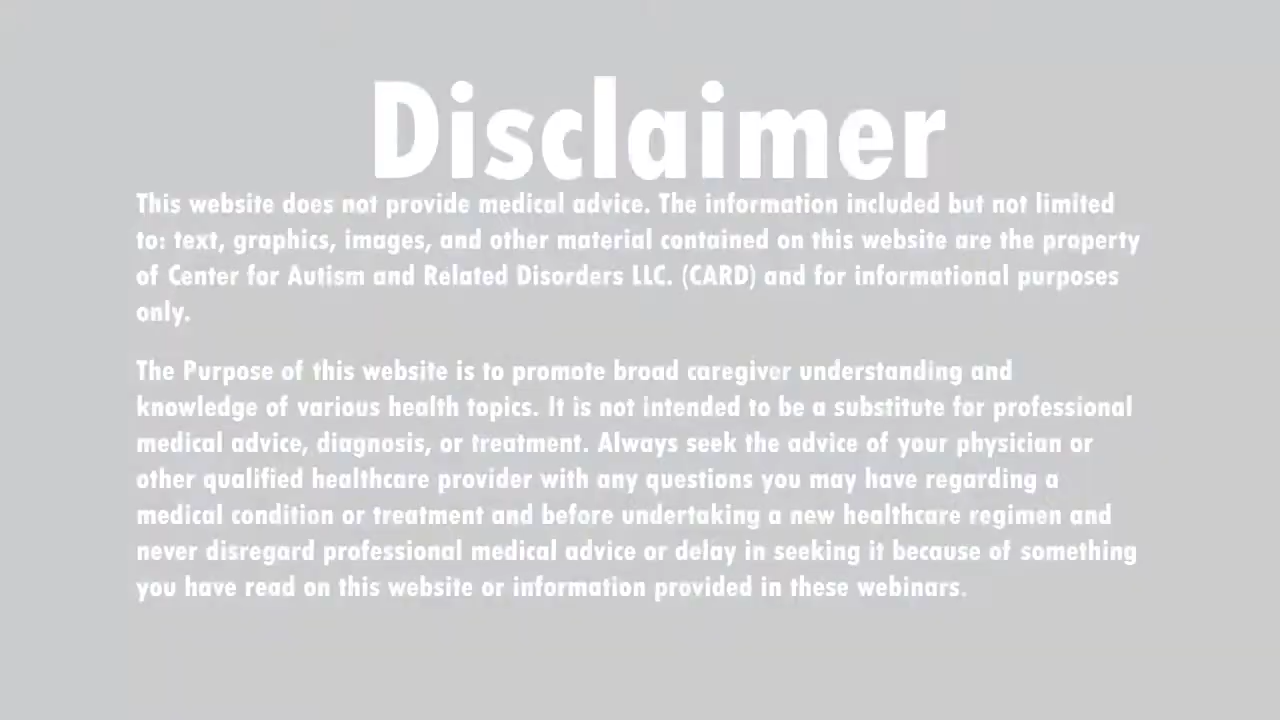 Disclaimer
This website does not provide medical advice. The information included but not limited
to: text, graphics, images, and other material contained on this website are the property
of Center for Autism and Related Disorders LLC. (CARD) and for informational purposes
only.
The Purpose of this website is to promote broad caregiver understanding and
knowledge of various health topics. It is not intended to be a substitute for professional
medical advice, diagnosis, or treatment. Always seek the advice of your physician or
other qualified healthcare provider with any questions you may have regarding a
medical condition or treatment and before undertaking a new healthcare regimen and
never disregard professional medical advice or delay in seeking it because of something
you have read on this website or information provided in these webinars.